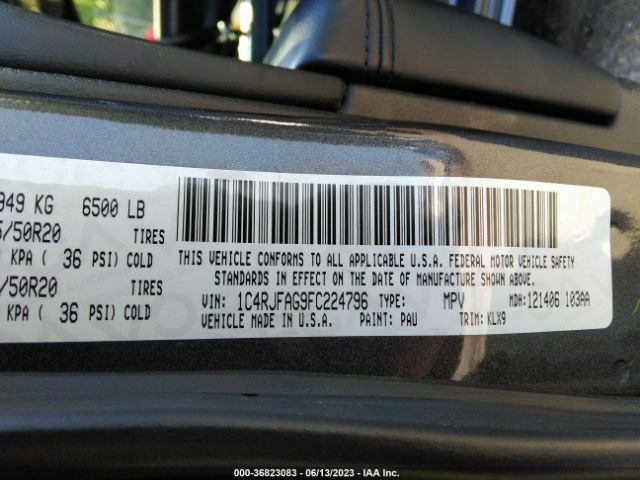 949 KG 6500 LB
/50R20 TIRES
KPA ( 36 PSI) COLD
/50R20 TIRES
KPA ( 36 PSI) COLD
THIS VEHICLE CONFORMS TO ALL APPLICABLE U.S.A. FEDERAL MOTOR VEHICLE SAFETY
STANDARDS IN EFFECT ON THE DATE OF MANUFACTURE SHOWN ABOVE.
VIN: 1C4RJFAG9FC224796 TYPE: MPV MDH:121406 103AA
VEHICLE MADE IN U.S.A. PAINT: PAU TRIM: KLX9
000-36823083 - 06/13/2023 - IAA Inc.